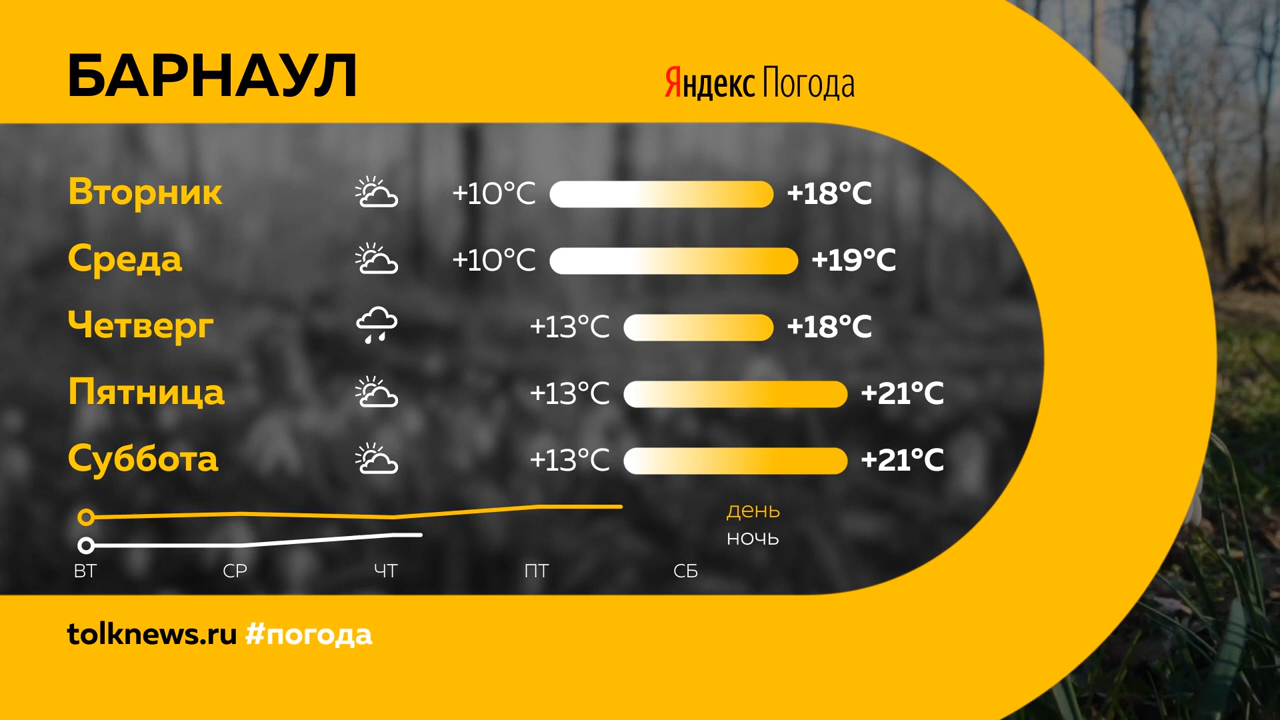 БАРНАУЛ
Яндекс Погода
Вторник +10°C +18°C
Среда +10°C +19°C
Четверг +13°C +18°C
Пятница +13°C +21°C
Суббота +13°C +21°C
день
ночь
ВТ СР ЧТ ПТ СБ
tolknews.ru #погода